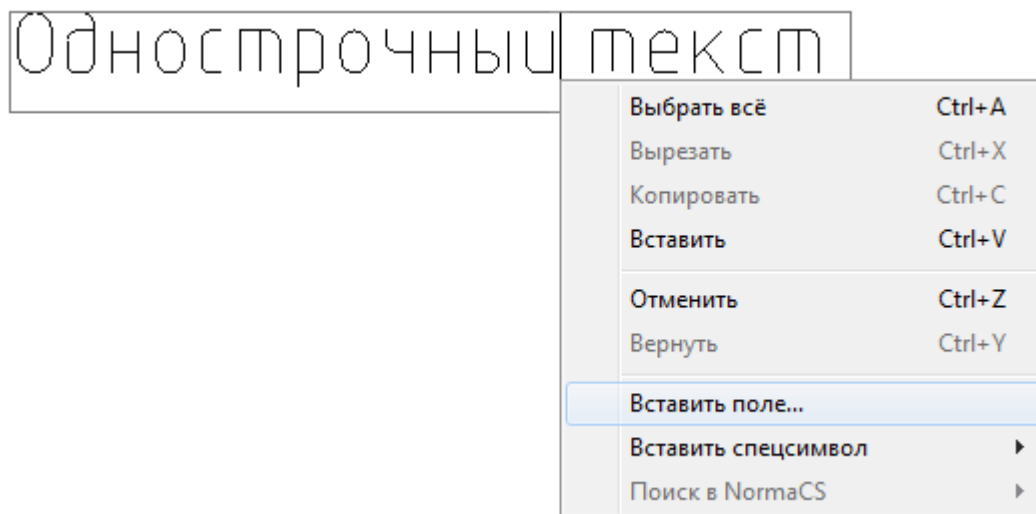 Однострочный текст
Выбрать всё Ctrl+A
Вырезать Ctrl+X
Копировать Ctrl+C
Вставить Ctrl+V
Отменить Ctrl+Z
Вернуть Ctrl+Y
Вставить поле...
Вставить спецсимвол
Поиск в NormaCS